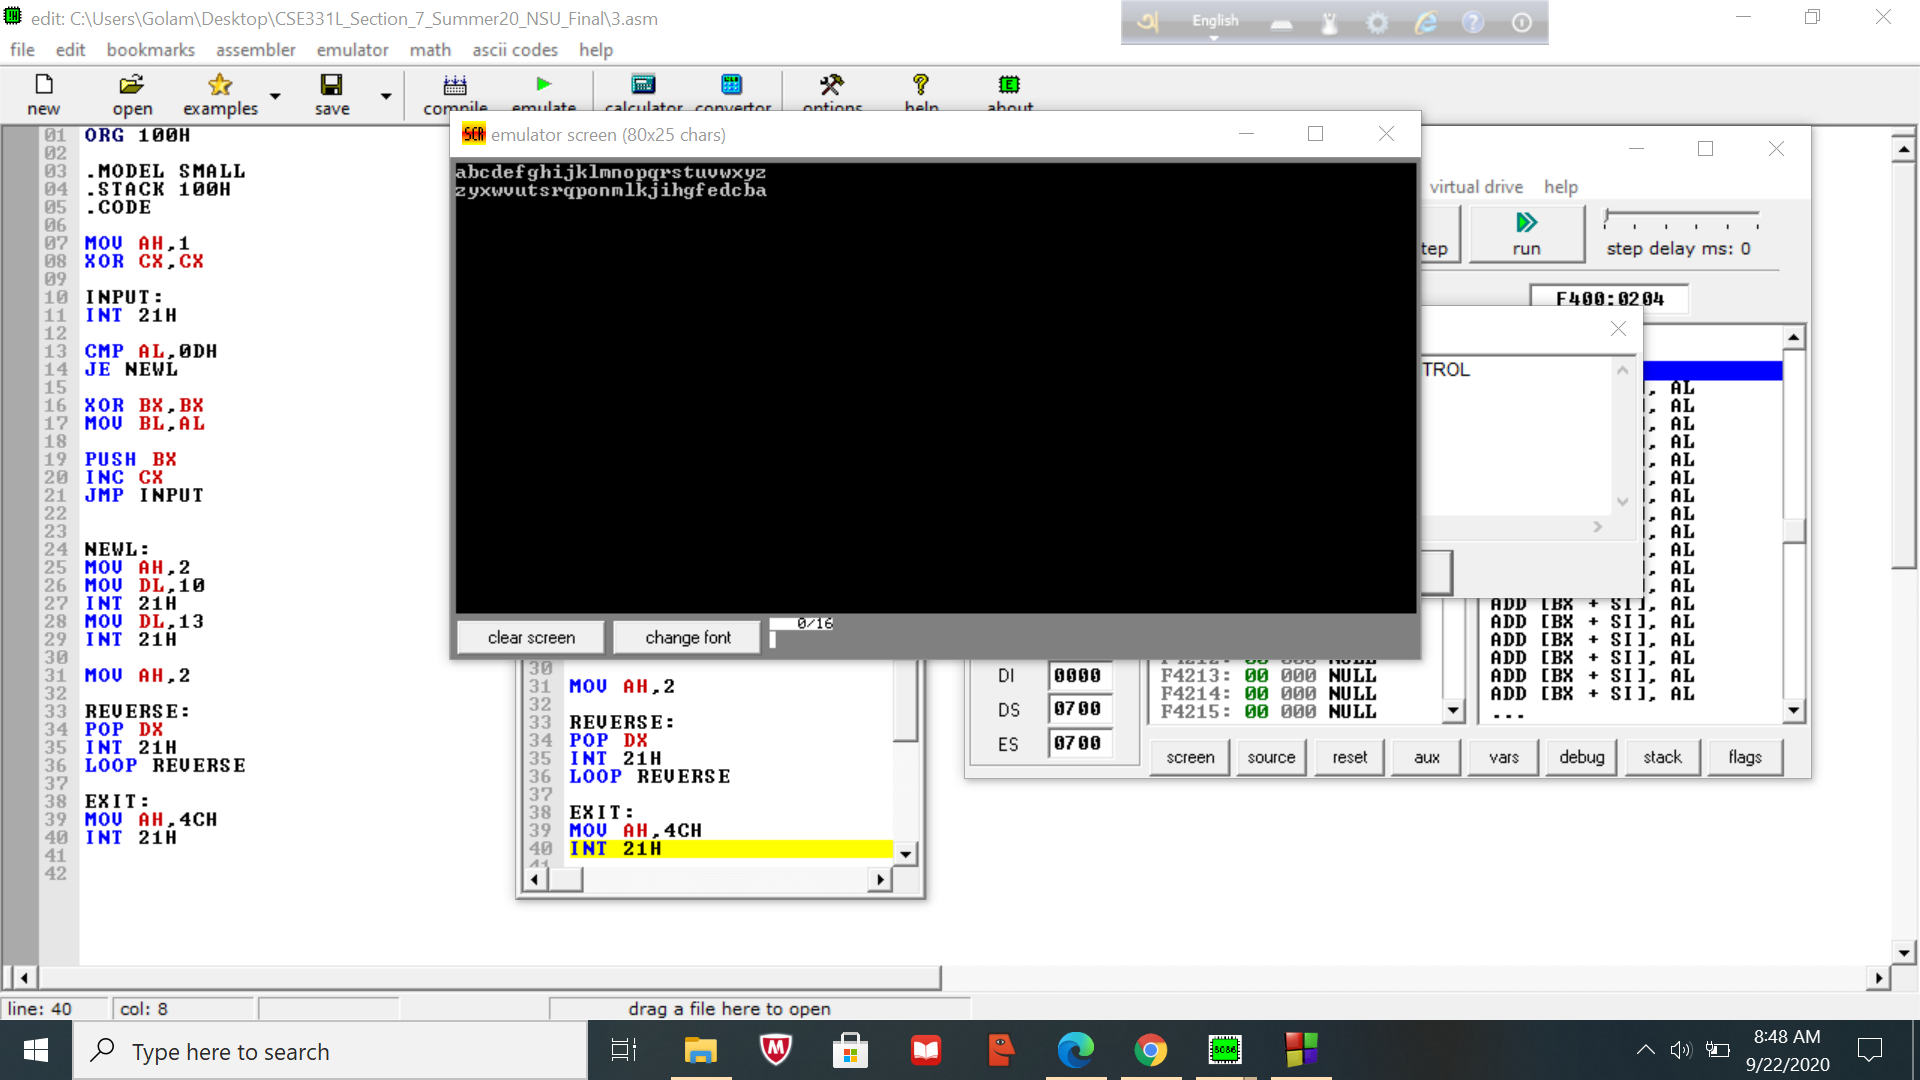 edit: C:\Users\Golam\Desktop\CSE331L_Section_7_Summer20_NSU_Final\3.asm
English
file edit bookmarks assembler emulator math ascii codes help
new open examples save compile emulate calculator convertor options help about
01 ORG 100H
02
03 .MODEL SMALL
04 .STACK 100H
05 .CODE
06
07 MOV AH,1
08 XOR CX,CX
09
10 INPUT:
11 INT 21H
12
13 CMP AL,0DH
14 JE NEWL
15
16 XOR BX,BX
17 MOV BL,AL
18
19 PUSH BX
20 INC CX
21 JMP INPUT
22
23
24 NEWL:
25 MOV AH,2
26 MOV DL,10
27 INT 21H
28 MOV DL,13
29 INT 21H
30
31 MOV AH,2
32
33 REVERSE:
34 POP DX
35 INT 21H
36 LOOP REVERSE
37
38 EXIT:
39 MOV AH,4CH
40 INT 21H
41
42
emulator screen (80x25 chars)
abcdefghijklmnopqrstuvwxyz
zyxwvutsrqponmlkjihgfedcba
clear screen change font 0/16
virtual drive help
tep run step delay ms: 0
F400:0204
TROL
, AL
, AL
, AL
, AL
, AL
, AL
, AL
, AL
, AL
, AL
, AL
, AL
ADD [BX + SI], AL
ADD [BX + SI], AL
ADD [BX + SI], AL
ADD [BX + SI], AL
ADD [BX + SI], AL
ADD [BX + SI], AL
...
F4212: 00 000 NULL
F4213: 00 000 NULL
F4214: 00 000 NULL
F4215: 00 000 NULL
DI 0000
DS 0700
ES 0700
screen source reset aux vars debug stack flags
30
31 MOV AH,2
32
33 REVERSE:
34 POP DX
35 INT 21H
36 LOOP REVERSE
37
38 EXIT:
39 MOV AH,4CH
40 INT 21H
41
line: 40 col: 8 drag a file here to open
Type here to search
8:48 AM
9/22/2020